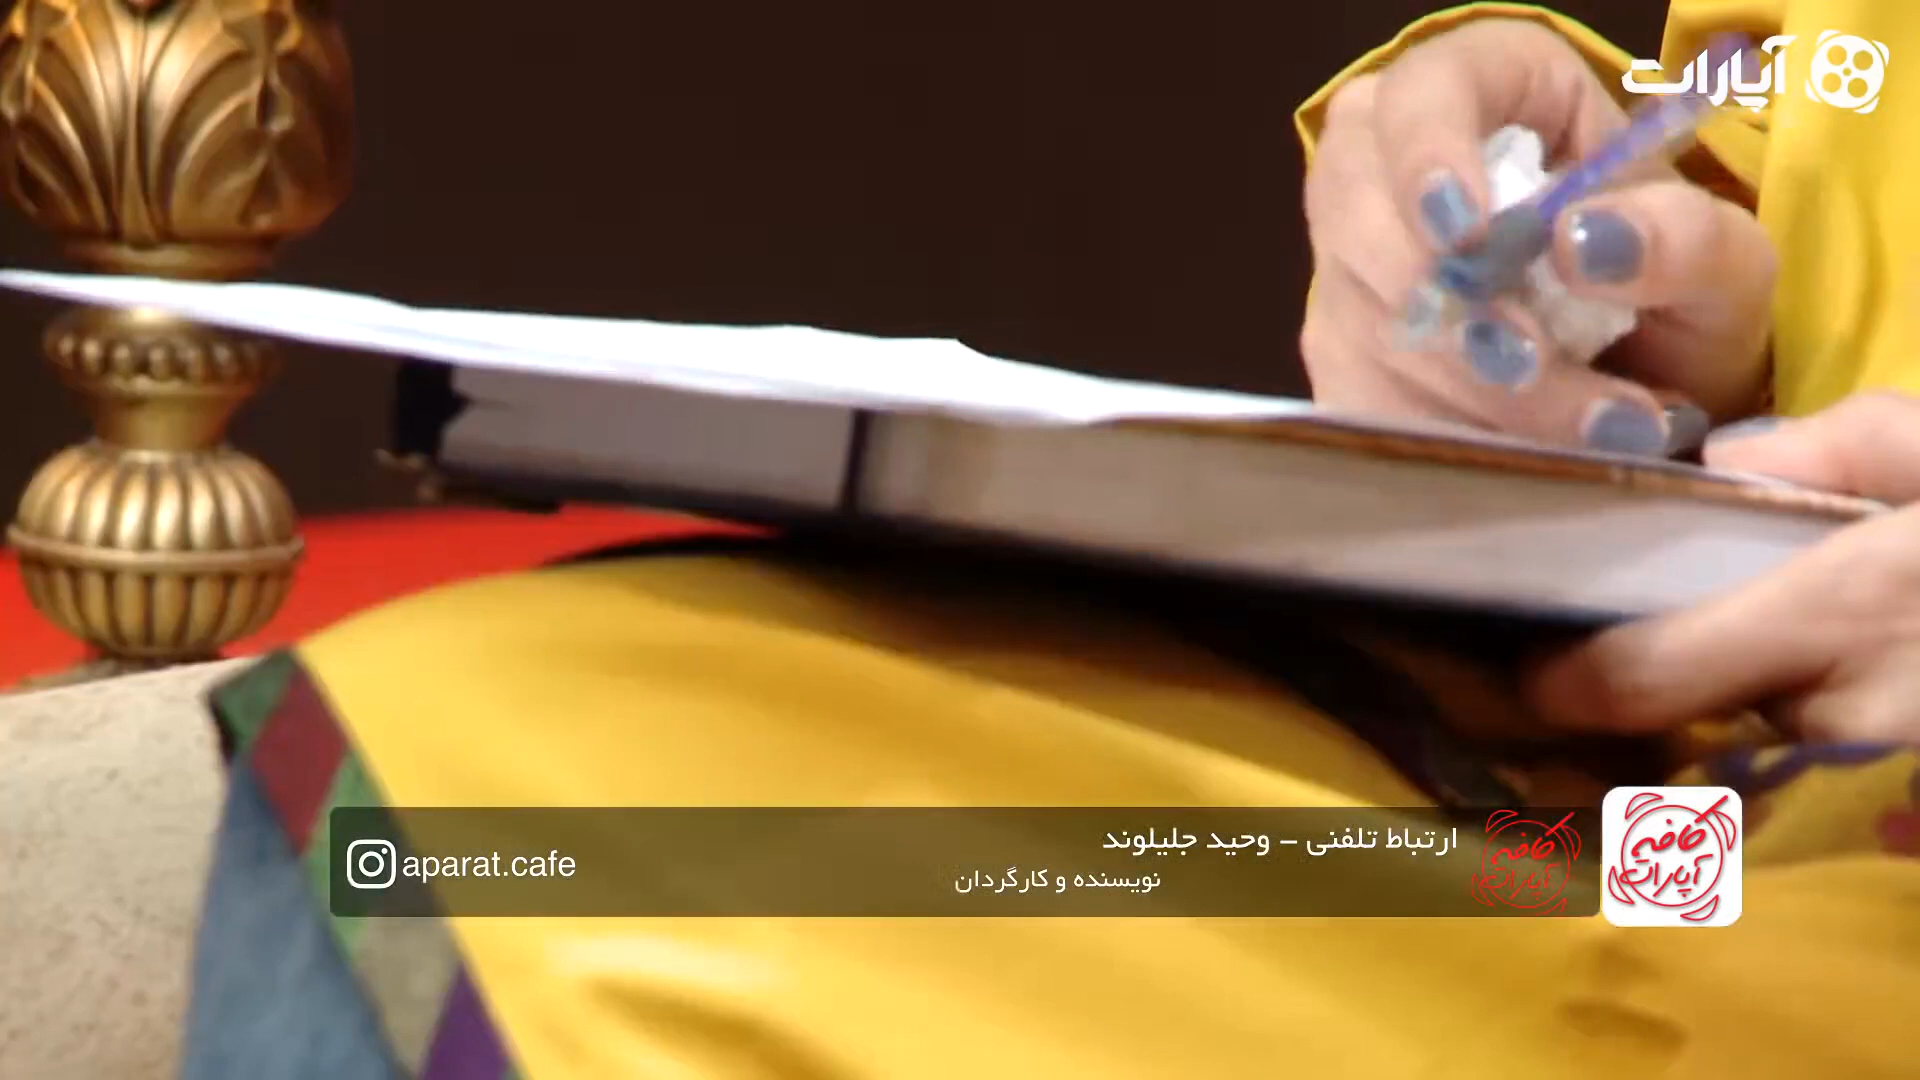 آپارات
ارتباط تلفنی – وحید جلیلوند
نویسنده و کارگردان
aparat.cafe
کافه آپارات
کافه آپارات